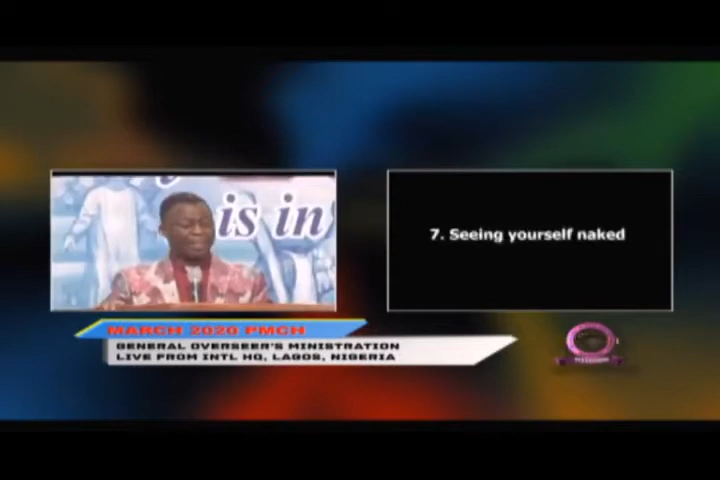 is in
7. Seeing yourself naked
MARCH 2020 PMCH
GENERAL OVERSEER'S MINISTRATION
LIVE FROM INTL HQ, LAGOS, NIGERIA